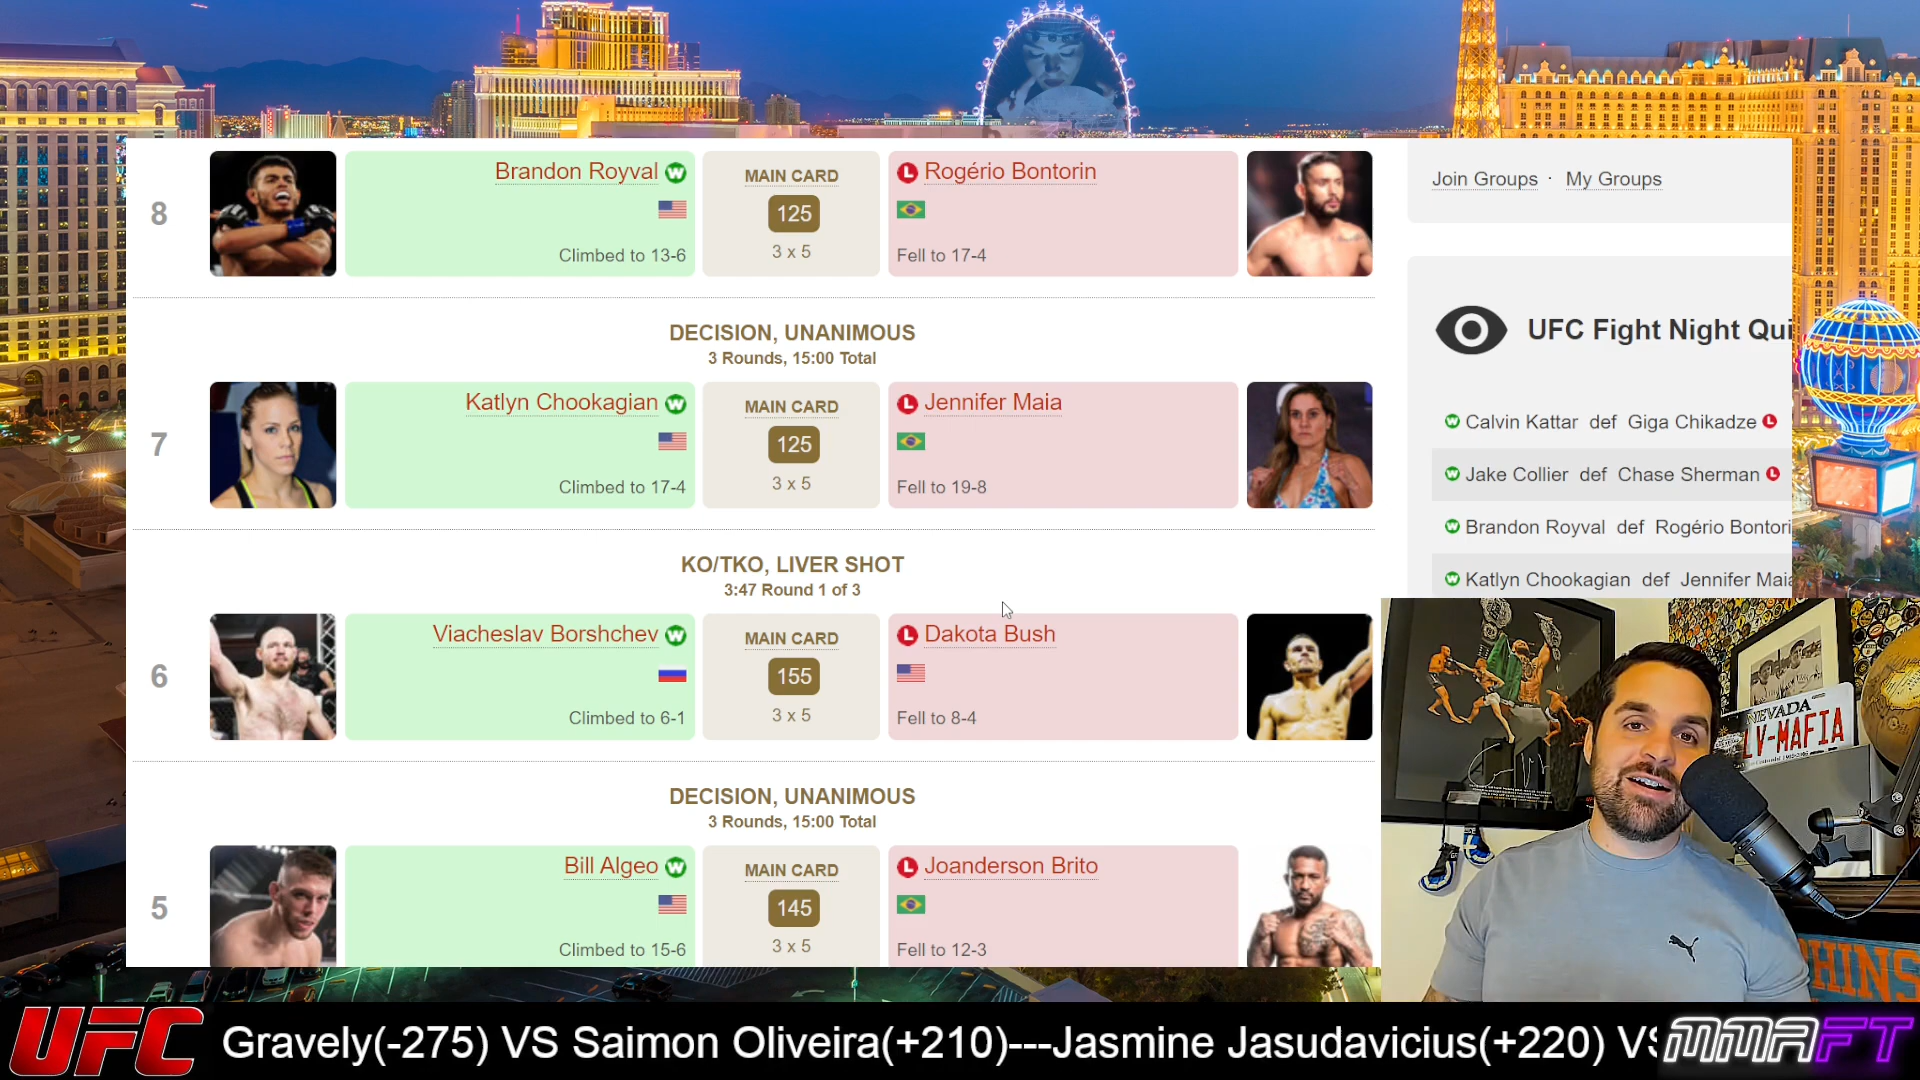 8
Brandon Royval W
Climbed to 13-6
MAIN CARD
125
3 x 5
L Rogério Bontorin
Fell to 17-4
DECISION, UNANIMOUS
3 Rounds, 15:00 Total
7
Katlyn Chookagian W
Climbed to 17-4
MAIN CARD
125
3 x 5
L Jennifer Maia
Fell to 19-8
KO/TKO, LIVER SHOT
3:47 Round 1 of 3
6
Viacheslav Borshchev W
Climbed to 6-1
MAIN CARD
155
3 x 5
L Dakota Bush
Fell to 8-4
DECISION, UNANIMOUS
3 Rounds, 15:00 Total
5
Bill Algeo W
Climbed to 15-6
MAIN CARD
145
3 x 5
L Joanderson Brito
Fell to 12-3
Join Groups · My Groups
UFC Fight Night Qui
W Calvin Kattar def Giga Chikadze L
W Jake Collier def Chase Sherman L
W Brandon Royval def Rogério Bontori
W Katlyn Chookagian def Jennifer Maia
NEVADA
LV-MAFIA
HINS
UFC
Gravely(-275) VS Saimon Oliveira(+210)---Jasmine Jasudavicius(+220) VS
MMAFT